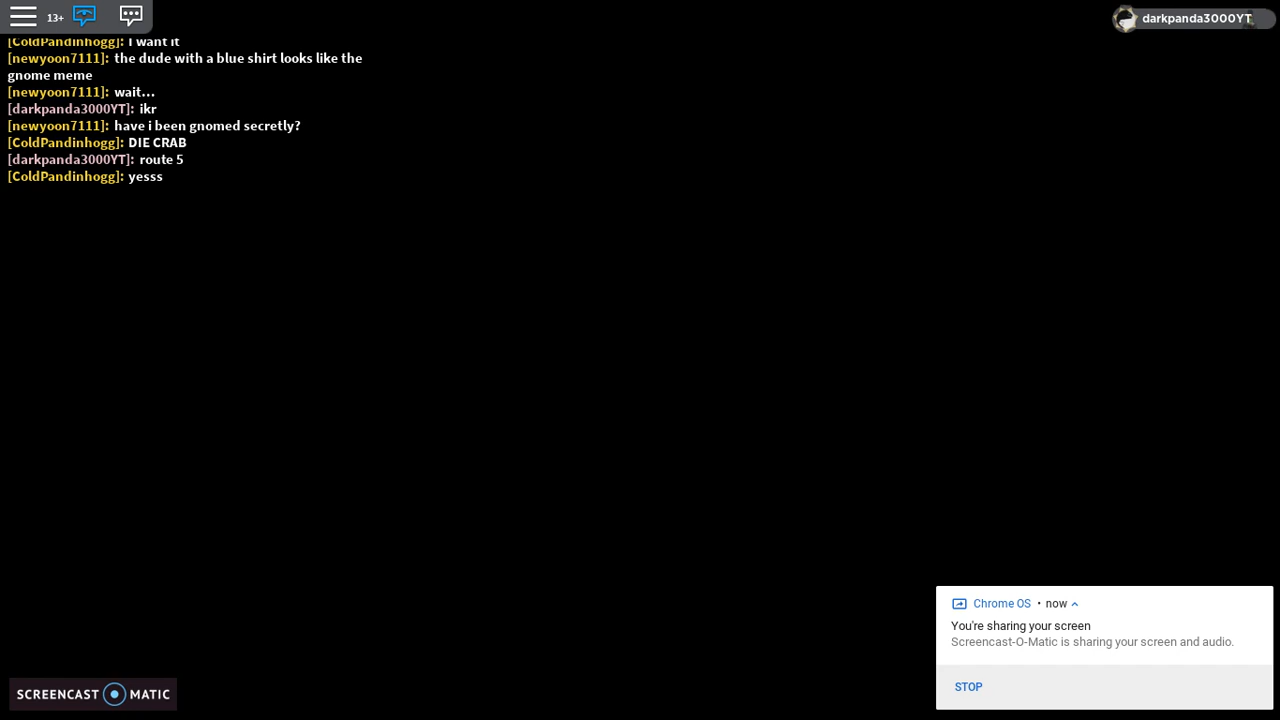 13+
darkpanda3000YT
[ColdPandinhogg]: I want it
[newyoon7111]: the dude with a blue shirt looks like the
gnome meme
[newyoon7111]: wait...
[darkpanda3000YT]: ikr
[newyoon7111]: have i been gnomed secretly?
[ColdPandinhogg]: DIE CRAB
[darkpanda3000YT]: route 5
[ColdPandinhogg]: yesss
Chrome OS • now
You're sharing your screen
Screencast-O-Matic is sharing your screen and audio.
STOP
SCREENCAST MATIC